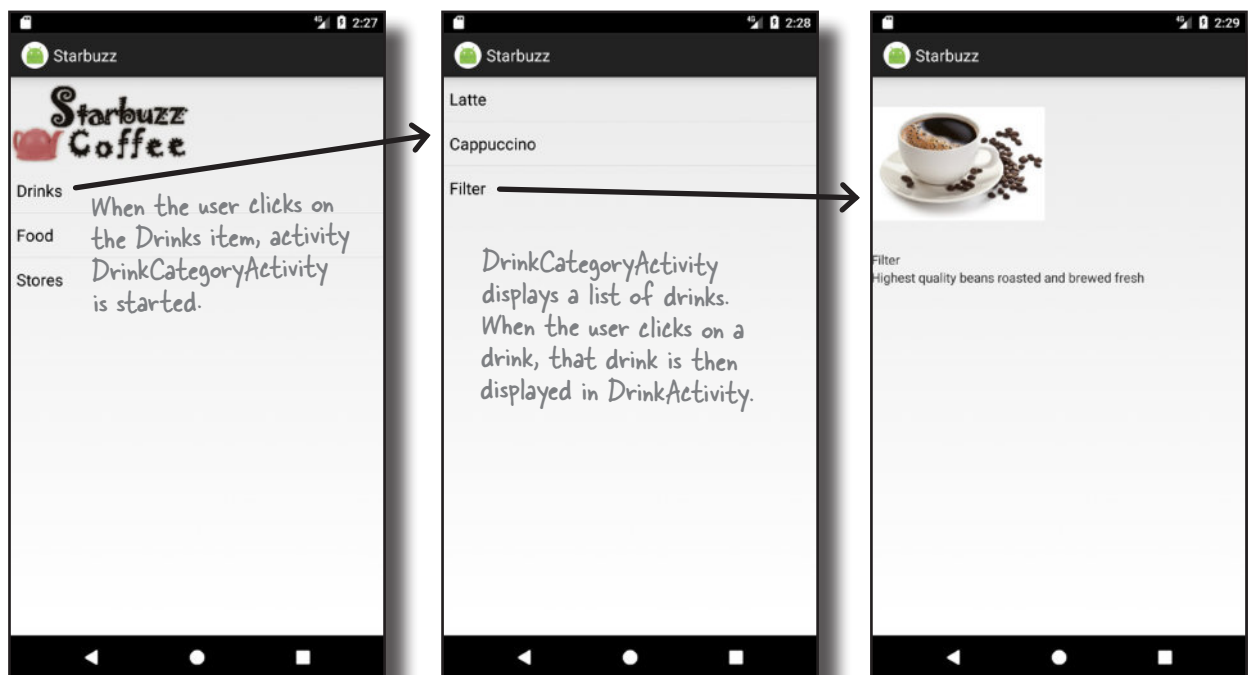 2:27
Starbuzz
Starbuzz
Coffee
Drinks
Food
Stores
When the user clicks on
the Drinks item, activity
DrinkCategoryActivity
is started.
2:28
Starbuzz
Latte
Cappuccino
Filter
DrinkCategoryActivity
displays a list of drinks.
When the user clicks on a
drink, that drink is then
displayed in DrinkActivity.
2:29
Starbuzz
Filter
Highest quality beans roasted and brewed fresh